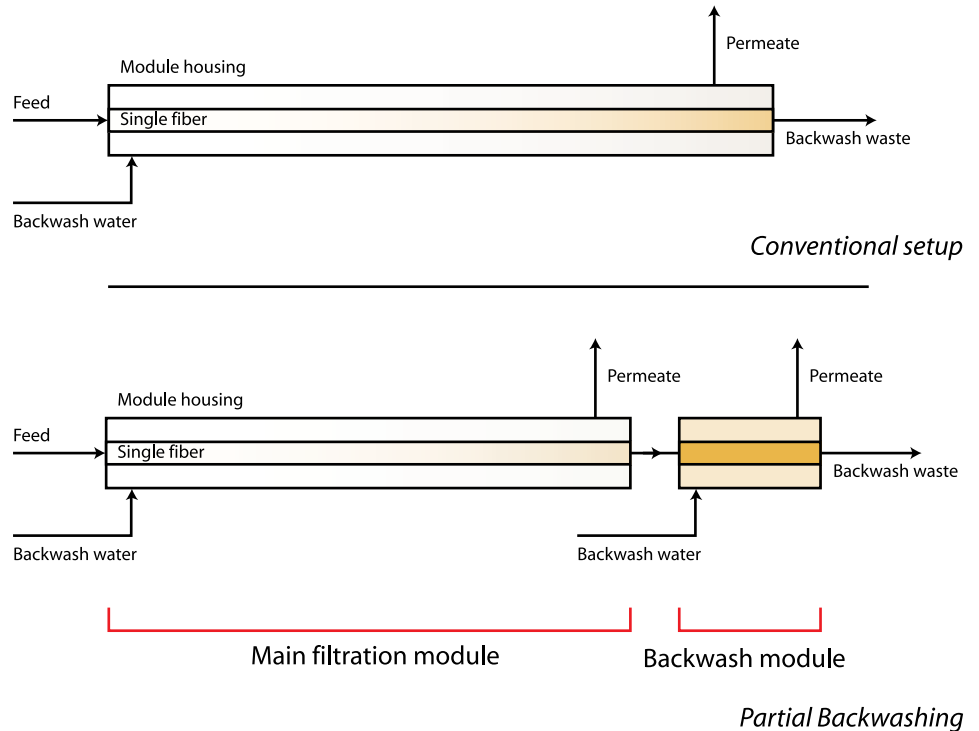 Permeate
Module housing
Feed
Single fiber
Backwash waste
Backwash water
Conventional setup
Permeate
Permeate
Module housing
Feed
Single fiber
Backwash waste
Backwash water
Backwash water
Main filtration module
Backwash module
Partial Backwashing